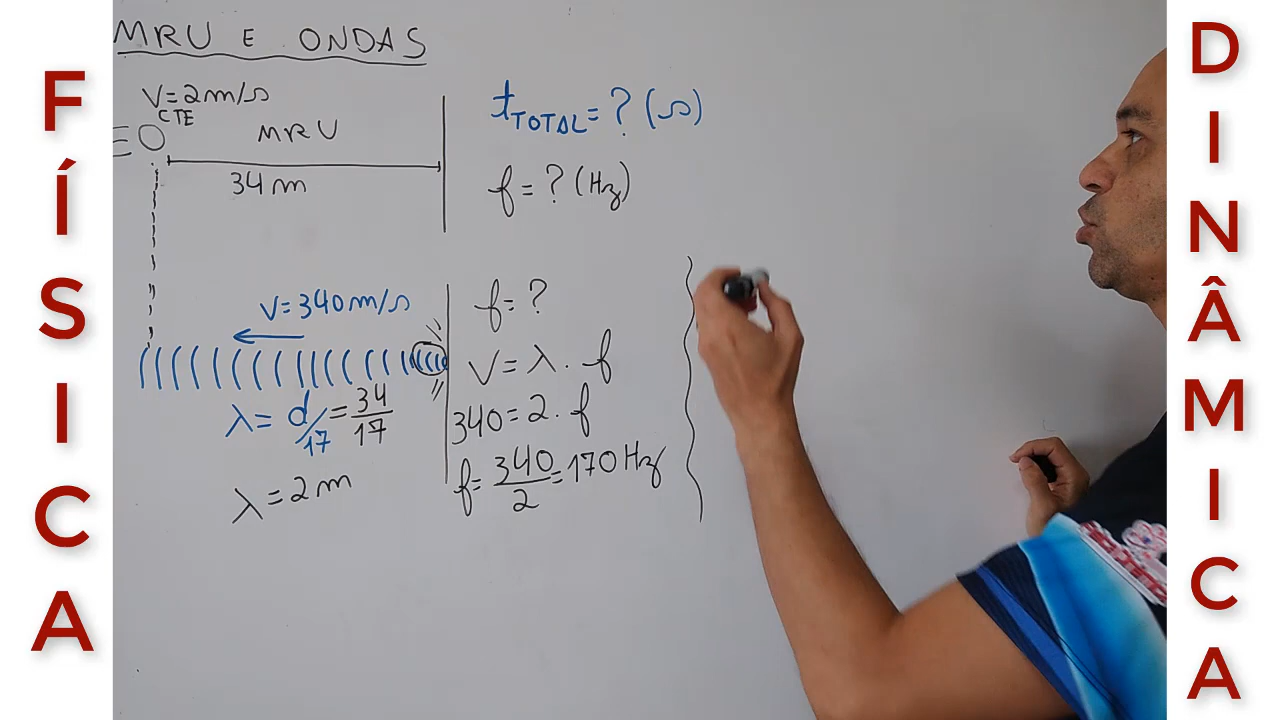 FÍSICA
MRU E ONDAS
V=2m/s
CTE
MRU
34 m
t TOTAL = ? (s)
f = ? (Hz)
V=340m/s
λ = d/17 = 34/17
λ = 2 m
f = ?
V = λ . f
340 = 2 . f
f = 340/2 = 170 Hz
DINÂMICA